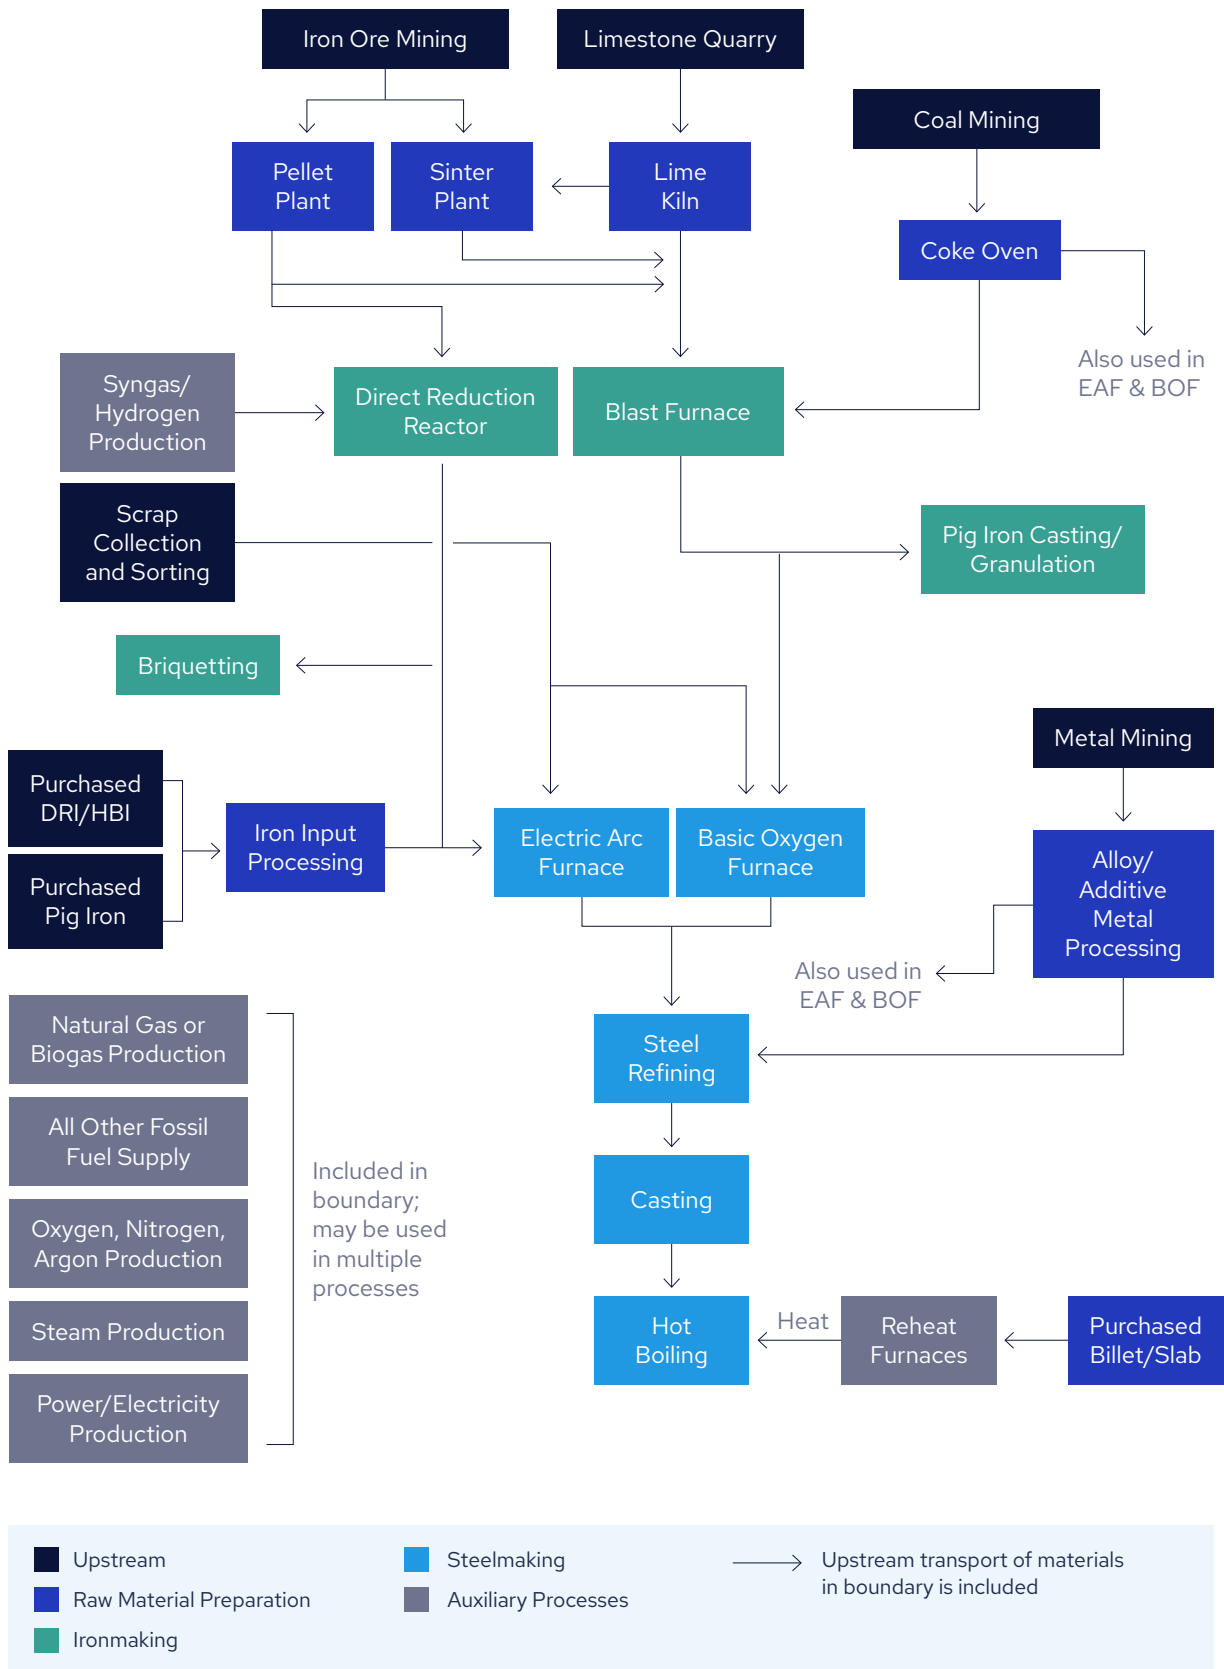 Iron Ore Mining
Limestone Quarry
Coal Mining
Pellet
Plant
Sinter
Plant
Lime
Kiln
Coke Oven
Also used in
EAF & BOF
Syngas/
Hydrogen
Production
Direct Reduction
Reactor
Blast Furnace
Scrap
Collection
and Sorting
Pig Iron Casting/
Granulation
Briquetting
Metal Mining
Purchased
DRI/HBI
Purchased
Pig Iron
Iron Input
Processing
Electric Arc
Furnace
Basic Oxygen
Furnace
Alloy/
Additive
Metal
Processing
Also used in
EAF & BOF
Natural Gas or
Biogas Production
All Other Fossil
Fuel Supply
Oxygen, Nitrogen,
Argon Production
Steam Production
Power/Electricity
Production
Included in
boundary;
may be used
in multiple
processes
Steel
Refining
Casting
Hot
Boiling
Heat
Reheat
Furnaces
Purchased
Billet/Slab
Upstream
Raw Material Preparation
Ironmaking
Steelmaking
Auxiliary Processes
Upstream transport of materials
in boundary is included